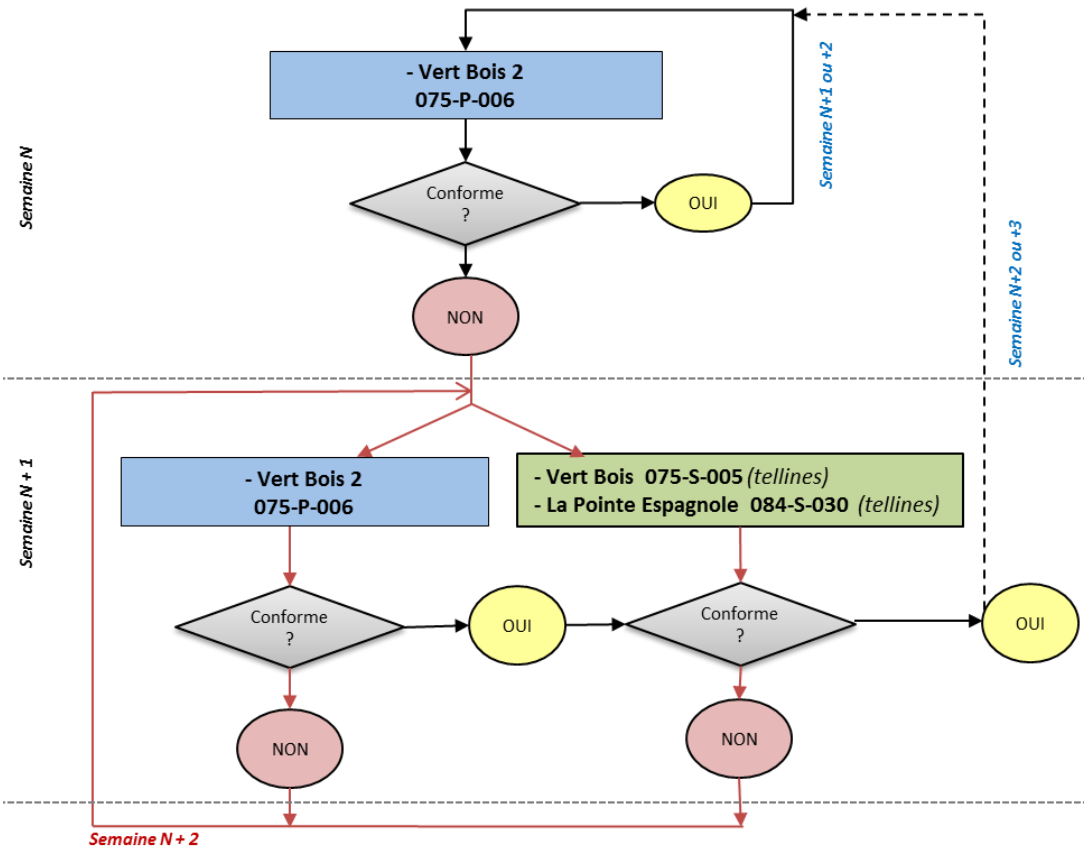 - Vert Bois 2
075-P-006
Semaine N+1 ou +2
Semaine N
Conforme
?
OUI
Semaine N+2 ou +3
NON
Semaine N + 1
- Vert Bois 2
075-P-006
- Vert Bois 075-S-005 (tellines)
- La Pointe Espagnole 084-S-030 (tellines)
Conforme
?
OUI
Conforme
?
OUI
NON
NON
Semaine N + 2